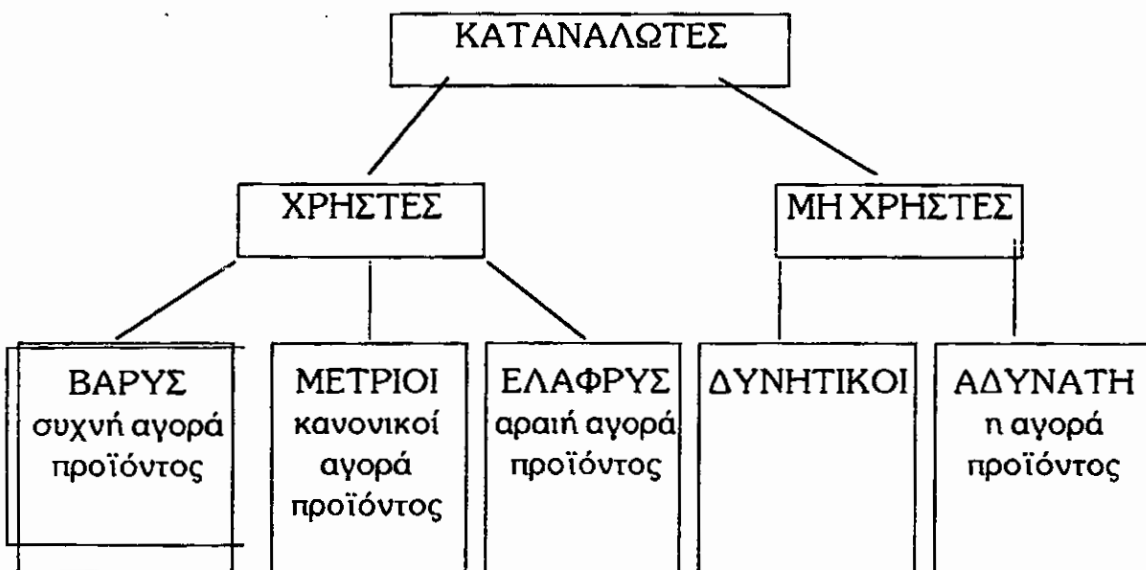 ΚΑΤΑΝΑΛΩΤΕΣ
ΧΡΗΣΤΕΣ
ΜΗ ΧΡΗΣΤΕΣ
ΒΑΡΥΣ
συχνή αγορά
προϊόντος
ΜΕΤΡΙΟΙ
κανονικοί
αγορά
προϊόντος
ΕΛΑΦΡΥΣ
αραιή αγορά
προϊόντος
ΔΥΝΗΤΙΚΟΙ
ΑΔΥΝΑΤΗ
η αγορά
προϊόντος